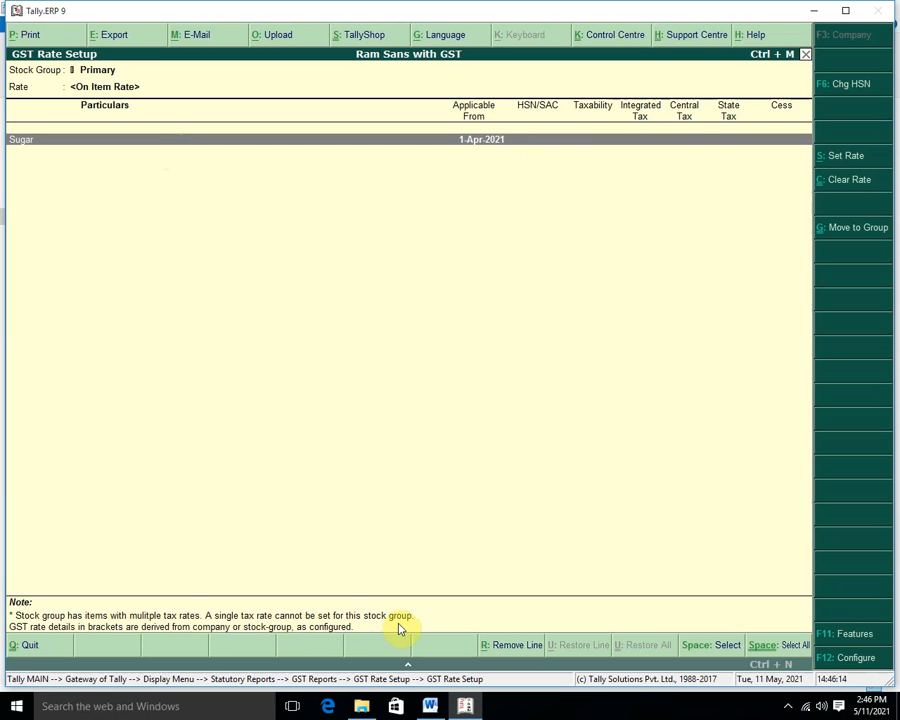 Tally.ERP 9
P: Print E: Export M: E-Mail O: Upload S: TallyShop G: Language K: Keyboard K: Control Centre H: Support Centre H: Help F3: Company
GST Rate Setup Ram Sans with GST Ctrl + M
Stock Group : Primary
Rate : <On Item Rate> F6: Chg HSN
Particulars Applicable From HSN/SAC Taxability Integrated Tax Central Tax State Tax Cess
Sugar 1-Apr-2021
S: Set Rate
C: Clear Rate
G: Move to Group
Note:
* Stock group has items with mulitple tax rates. A single tax rate cannot be set for this stock group.
GST rate details in brackets are derived from company or stock-group, as configured.
F11: Features
Q: Quit R: Remove Line U: Restore Line U: Restore All Space: Select Space: Select All
F12: Configure
Ctrl + N
Tally MAIN --> Gateway of Tally --> Display Menu --> Statutory Reports --> GST Reports --> GST Rate Setup --> GST Rate Setup (c) Tally Solutions Pvt. Ltd., 1988-2017 Tue, 11 May, 2021 14:46:14
Search the web and Windows
2:46 PM
5/11/2021